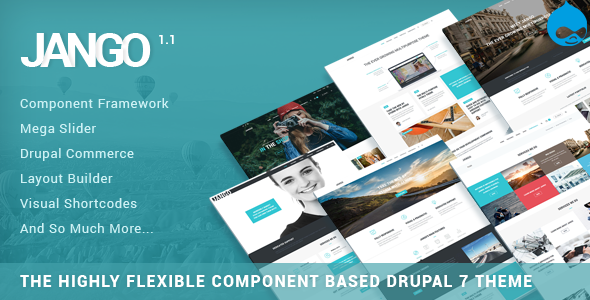 JANGO 1.1
Component Framework
Mega Slider
Drupal Commerce
Layout Builder
Visual Shortcodes
And So Much More...
THE HIGHLY FLEXIBLE COMPONENT BASED DRUPAL 7 THEME